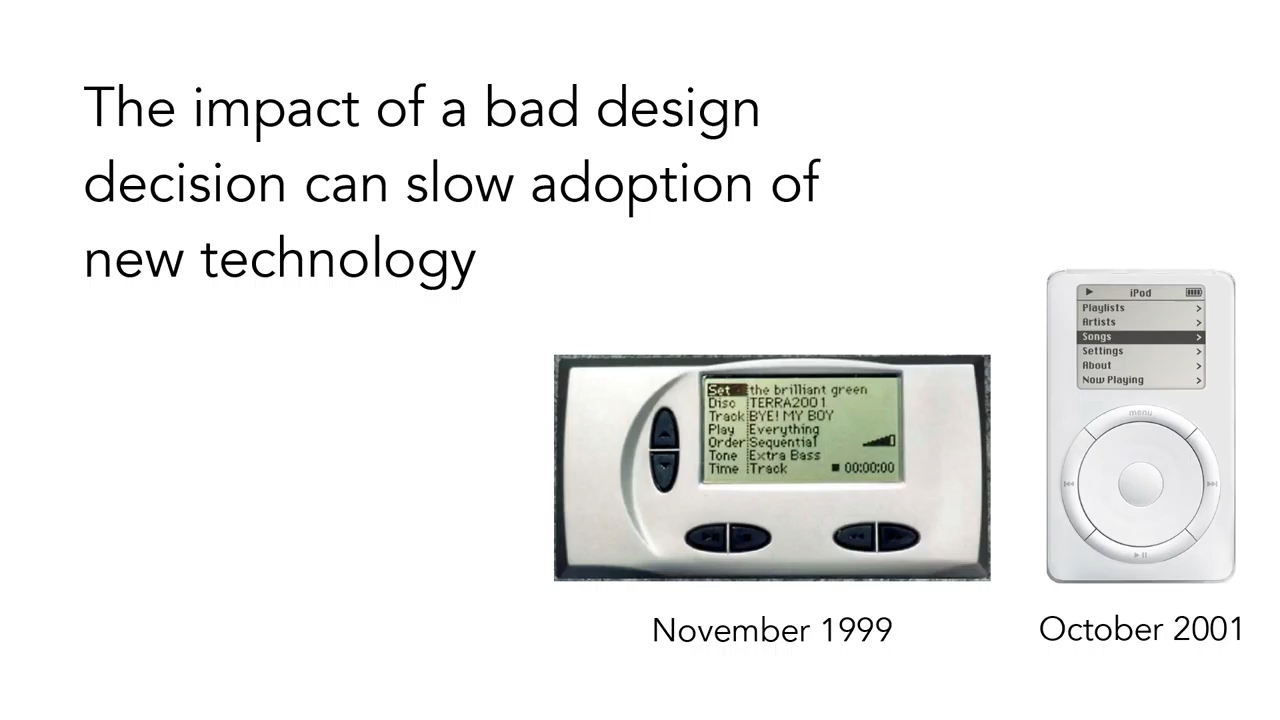 The impact of a bad design
decision can slow adoption of
new technology
Set the brilliant green
Disc TERRA2001
Track BYE! MY BOY
Play Everything
Order Sequential
Tone Extra Bass
Time Track 00:00:00
November 1999
iPod
Playlists >
Artists >
Songs >
Settings >
About >
Now Playing >
menu
October 2001